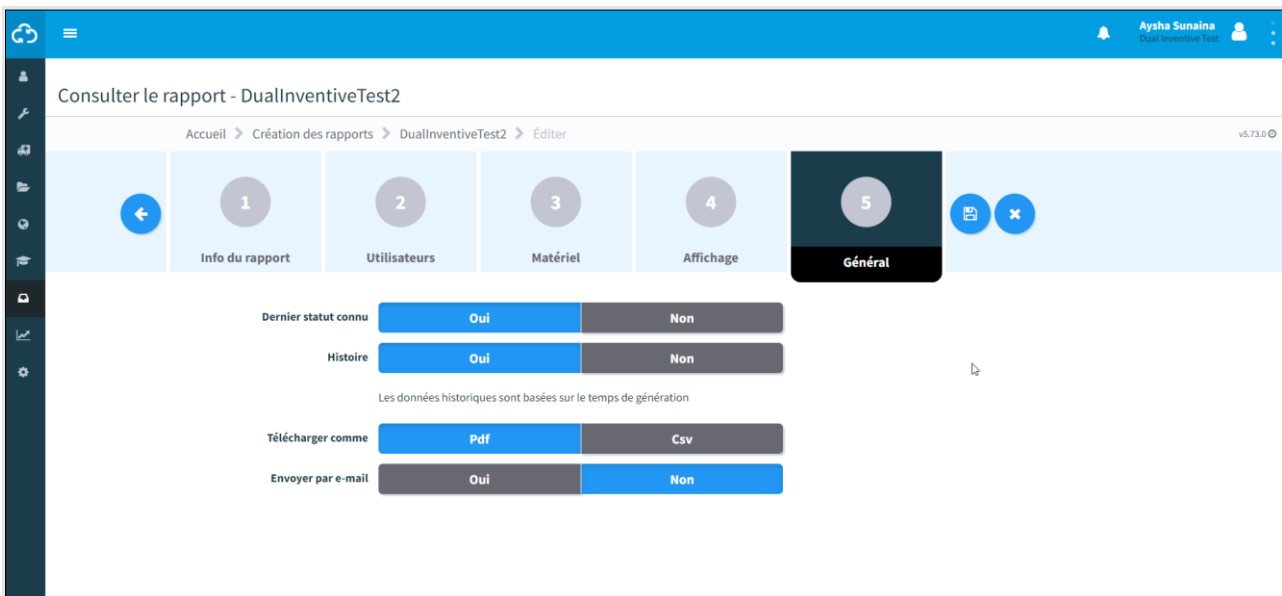 Aysha Sunaina
Dual Inventive Test
Consulter le rapport - DualInventiveTest2
Accueil Création des rapports DualInventiveTest2 Éditer
v5.73.0
1
Info du rapport
2
Utilisateurs
3
Matériel
4
Affichage
5
Général
Dernier statut connu Oui Non
Histoire Oui Non
Les données historiques sont basées sur le temps de génération
Télécharger comme Pdf Csv
Envoyer par e-mail Oui Non